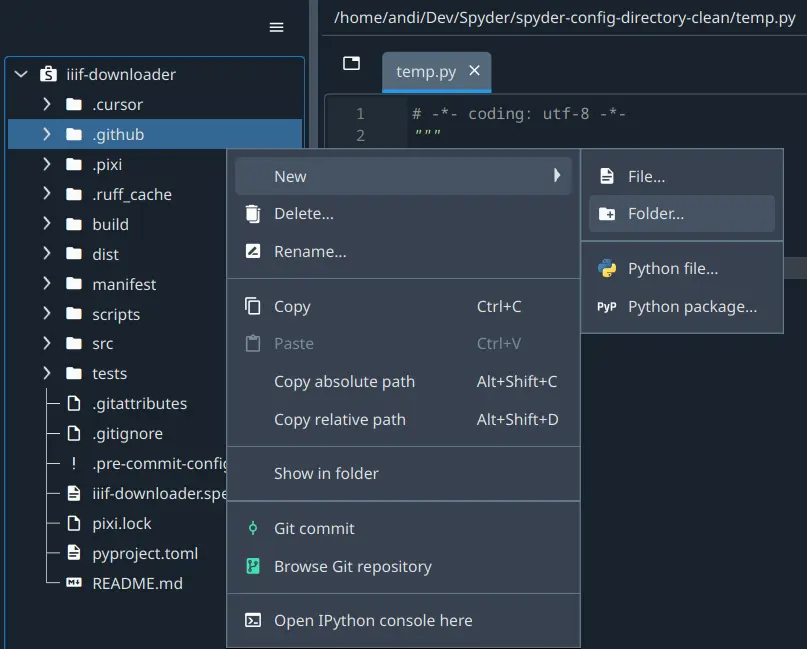 /home/andi/Dev/Spyder/spyder-config-directory-clean/temp.py
temp.py
1 # -*- coding: utf-8 -*-
2 """
iiif-downloader
.cursor
.github
.pixi
.ruff_cache
build
dist
manifest
scripts
src
tests
.gitattributes
.gitignore
.pre-commit-config
iiif-downloader.spe
pixi.lock
pyproject.toml
README.md
New
Delete...
Rename...
Copy Ctrl+C
Paste Ctrl+V
Copy absolute path Alt+Shift+C
Copy relative path Alt+Shift+D
Show in folder
Git commit
Browse Git repository
Open IPython console here
File...
Folder...
Python file...
PyP Python package...